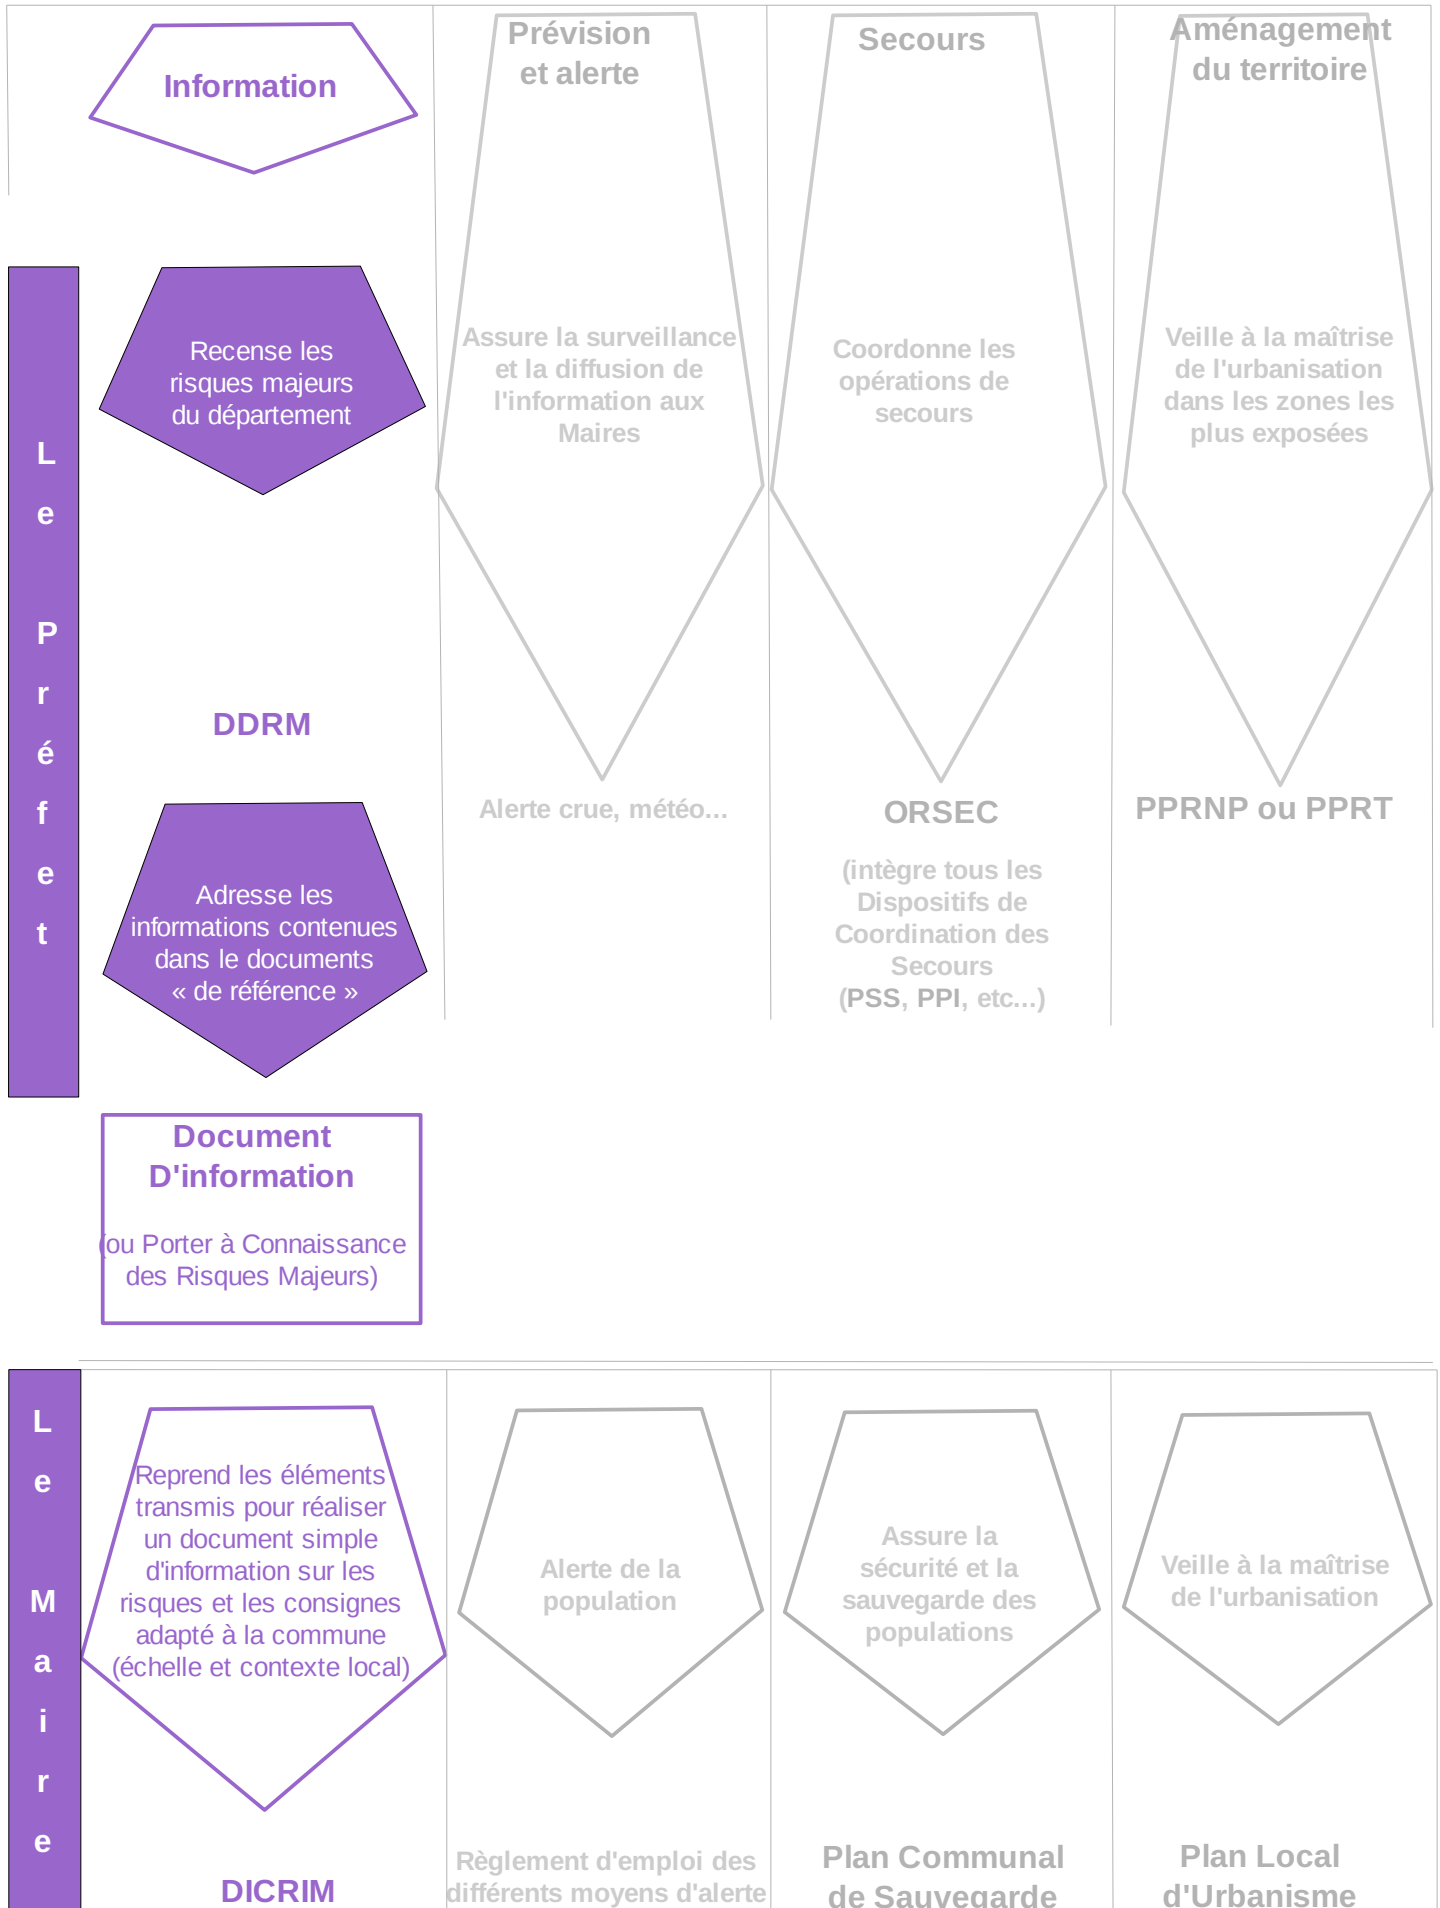 Information
Prévision
et alerte
Secours
Aménagement
du territoire
Le Préfet
Recense les
risques majeurs
du département
Assure la surveillance
et la diffusion de
l'information aux
Maires
Coordonne les
opérations de
secours
Veille à la maîtrise
de l'urbanisation
dans les zones les
plus exposées
DDRM
Alerte crue, météo...
ORSEC
PPRNP ou PPRT
(intègre tous les
Dispositifs de
Coordination des
Secours
(PSS, PPI, etc...)
Adresse les
informations contenues
dans le documents
« de référence »
Document
D'information
(ou Porter à Connaissance
des Risques Majeurs)
Le Maire
Reprend les éléments
transmis pour réaliser
un document simple
d'information sur les
risques et les consignes
adapté à la commune
(échelle et contexte local)
Alerte de la
population
Assure la
sécurité et la
sauvegarde des
populations
Veille à la maîtrise
de l'urbanisation
DICRIM
Règlement d'emploi des
différents moyens d'alerte
Plan Communal
de Sauvegarde
Plan Local
d'Urbanisme